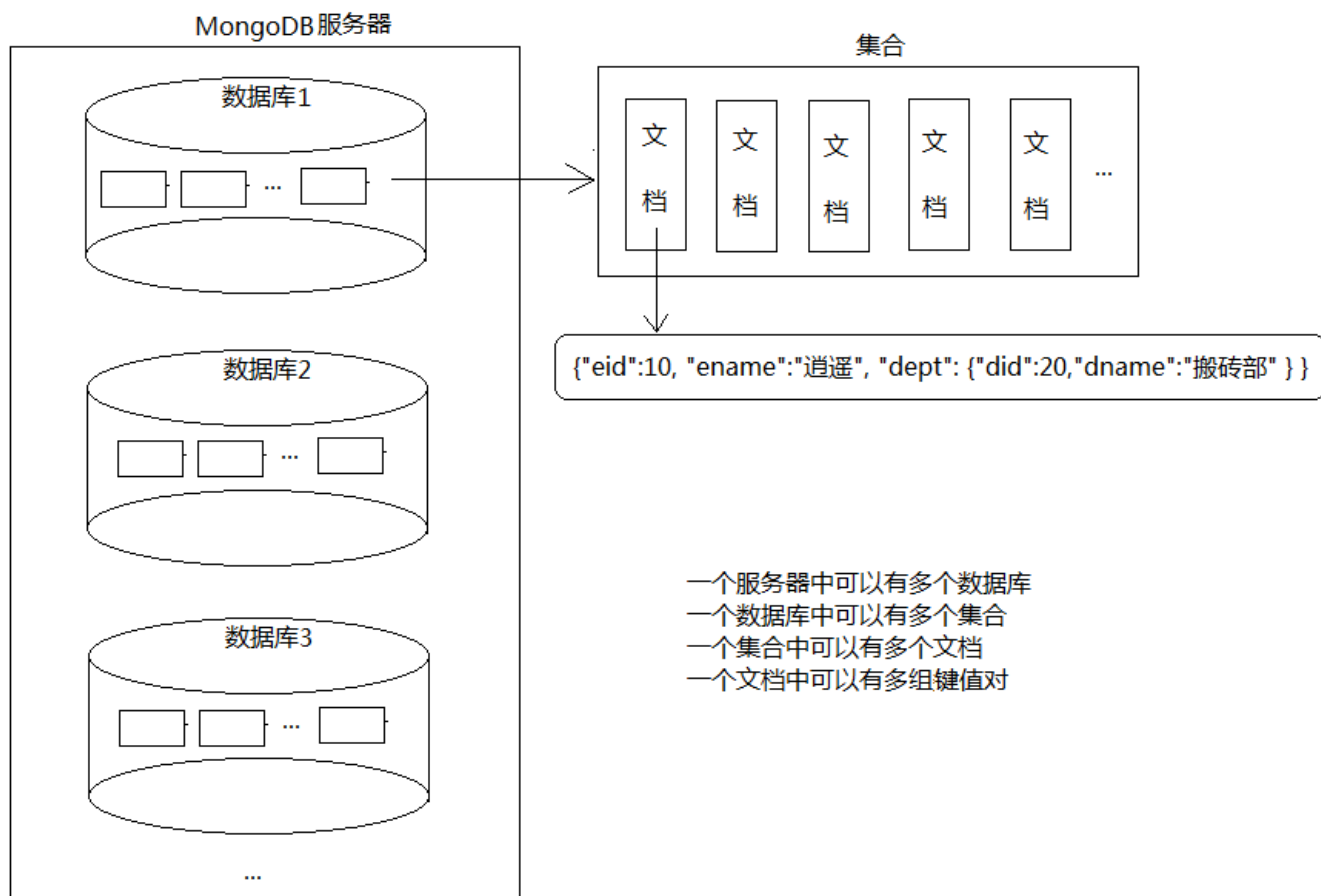 MongoDB服务器
数据库1
...
数据库2
...
数据库3
...
...
集合
文档
文档
文档
文档
文档
...
{"eid":10, "ename":"逍遥", "dept": {"did":20,"dname":"搬砖部" } }
一个服务器中可以有多个数据库
一个数据库中可以有多个集合
一个集合中可以有多个文档
一个文档中可以有多组键值对